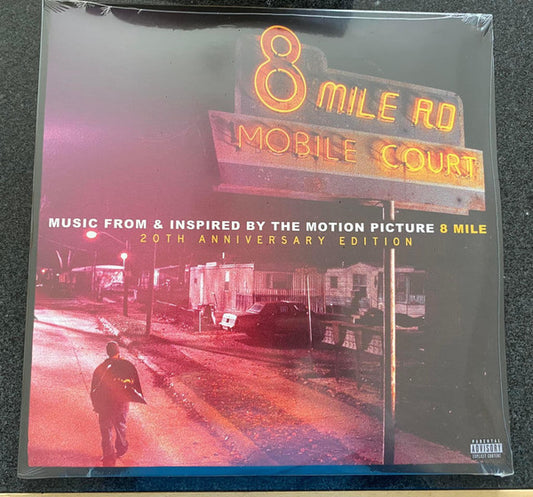 8 MILE RD
MOBILE COURT
MUSIC FROM & INSPIRED BY THE MOTION PICTURE 8 MILE
20TH ANNIVERSARY EDITION
PARENTAL
ADVISORY
EXPLICIT CONTENT